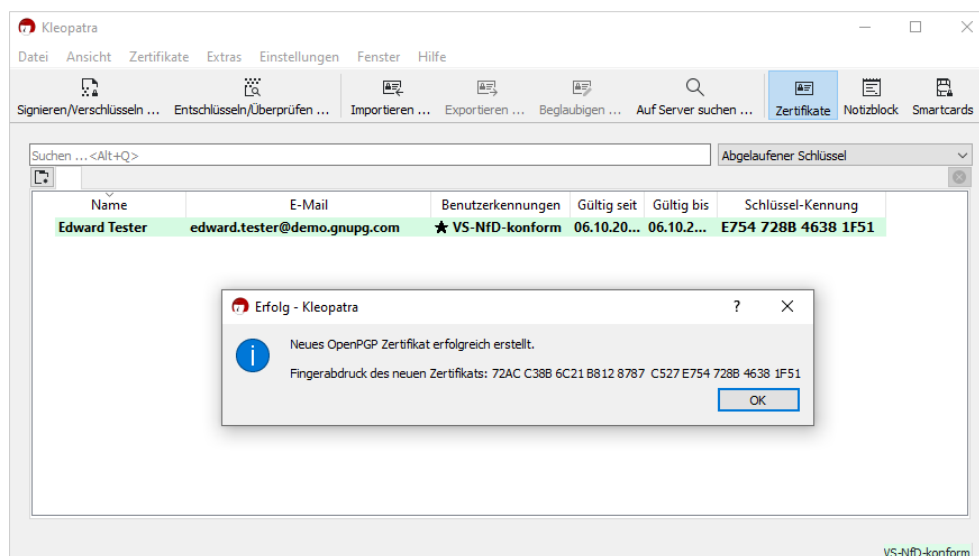 Kleopatra
Datei Ansicht Zertifikate Extras Einstellungen Fenster Hilfe
Signieren/Verschlüsseln ... Entschlüsseln/Überprüfen ... Importieren ... Exportieren ... Beglaubigen ... Auf Server suchen ... Zertifikate Notizblock Smartcards
Suchen ...<Alt+Q> Abgelaufener Schlüssel
Name E-Mail Benutzerkennungen Gültig seit Gültig bis Schlüssel-Kennung
Edward Tester edward.tester@demo.gnupg.com VS-NfD-konform 06.10.20... 06.10.2... E754 728B 4638 1F51
Erfolg - Kleopatra
Neues OpenPGP Zertifikat erfolgreich erstellt.
Fingerabdruck des neuen Zertifikats: 72AC C38B 6C21 B812 8787 C527 E754 728B 4638 1F51
OK
VS-NfD-konform